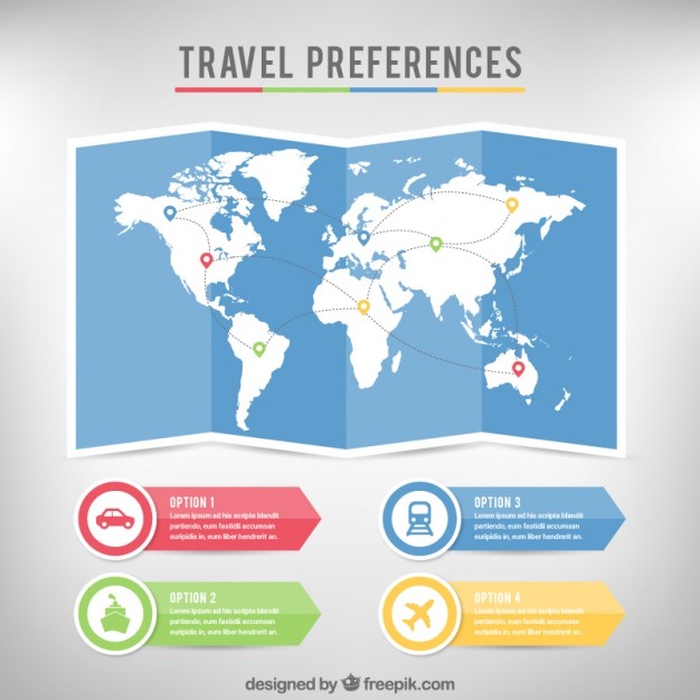 TRAVEL PREFERENCES
OPTION 1
Lorem ipsum ad his scripta blandit
partiendo, eum fastidii accumsan
euripidis in, eum liber hendrerit an.
OPTION 3
Lorem ipsum ad his scripta blandit
partiendo, eum fastidii accumsan
euripidis in, eum liber hendrerit an.
OPTION 2
Lorem ipsum ad his scripta blandit
partiendo, eum fastidii accumsan
euripidis in, eum liber hendrerit an.
OPTION 4
Lorem ipsum ad his scripta blandit
partiendo, eum fastidii accumsan
euripidis in, eum liber hendrerit an.
designed by freepik.com